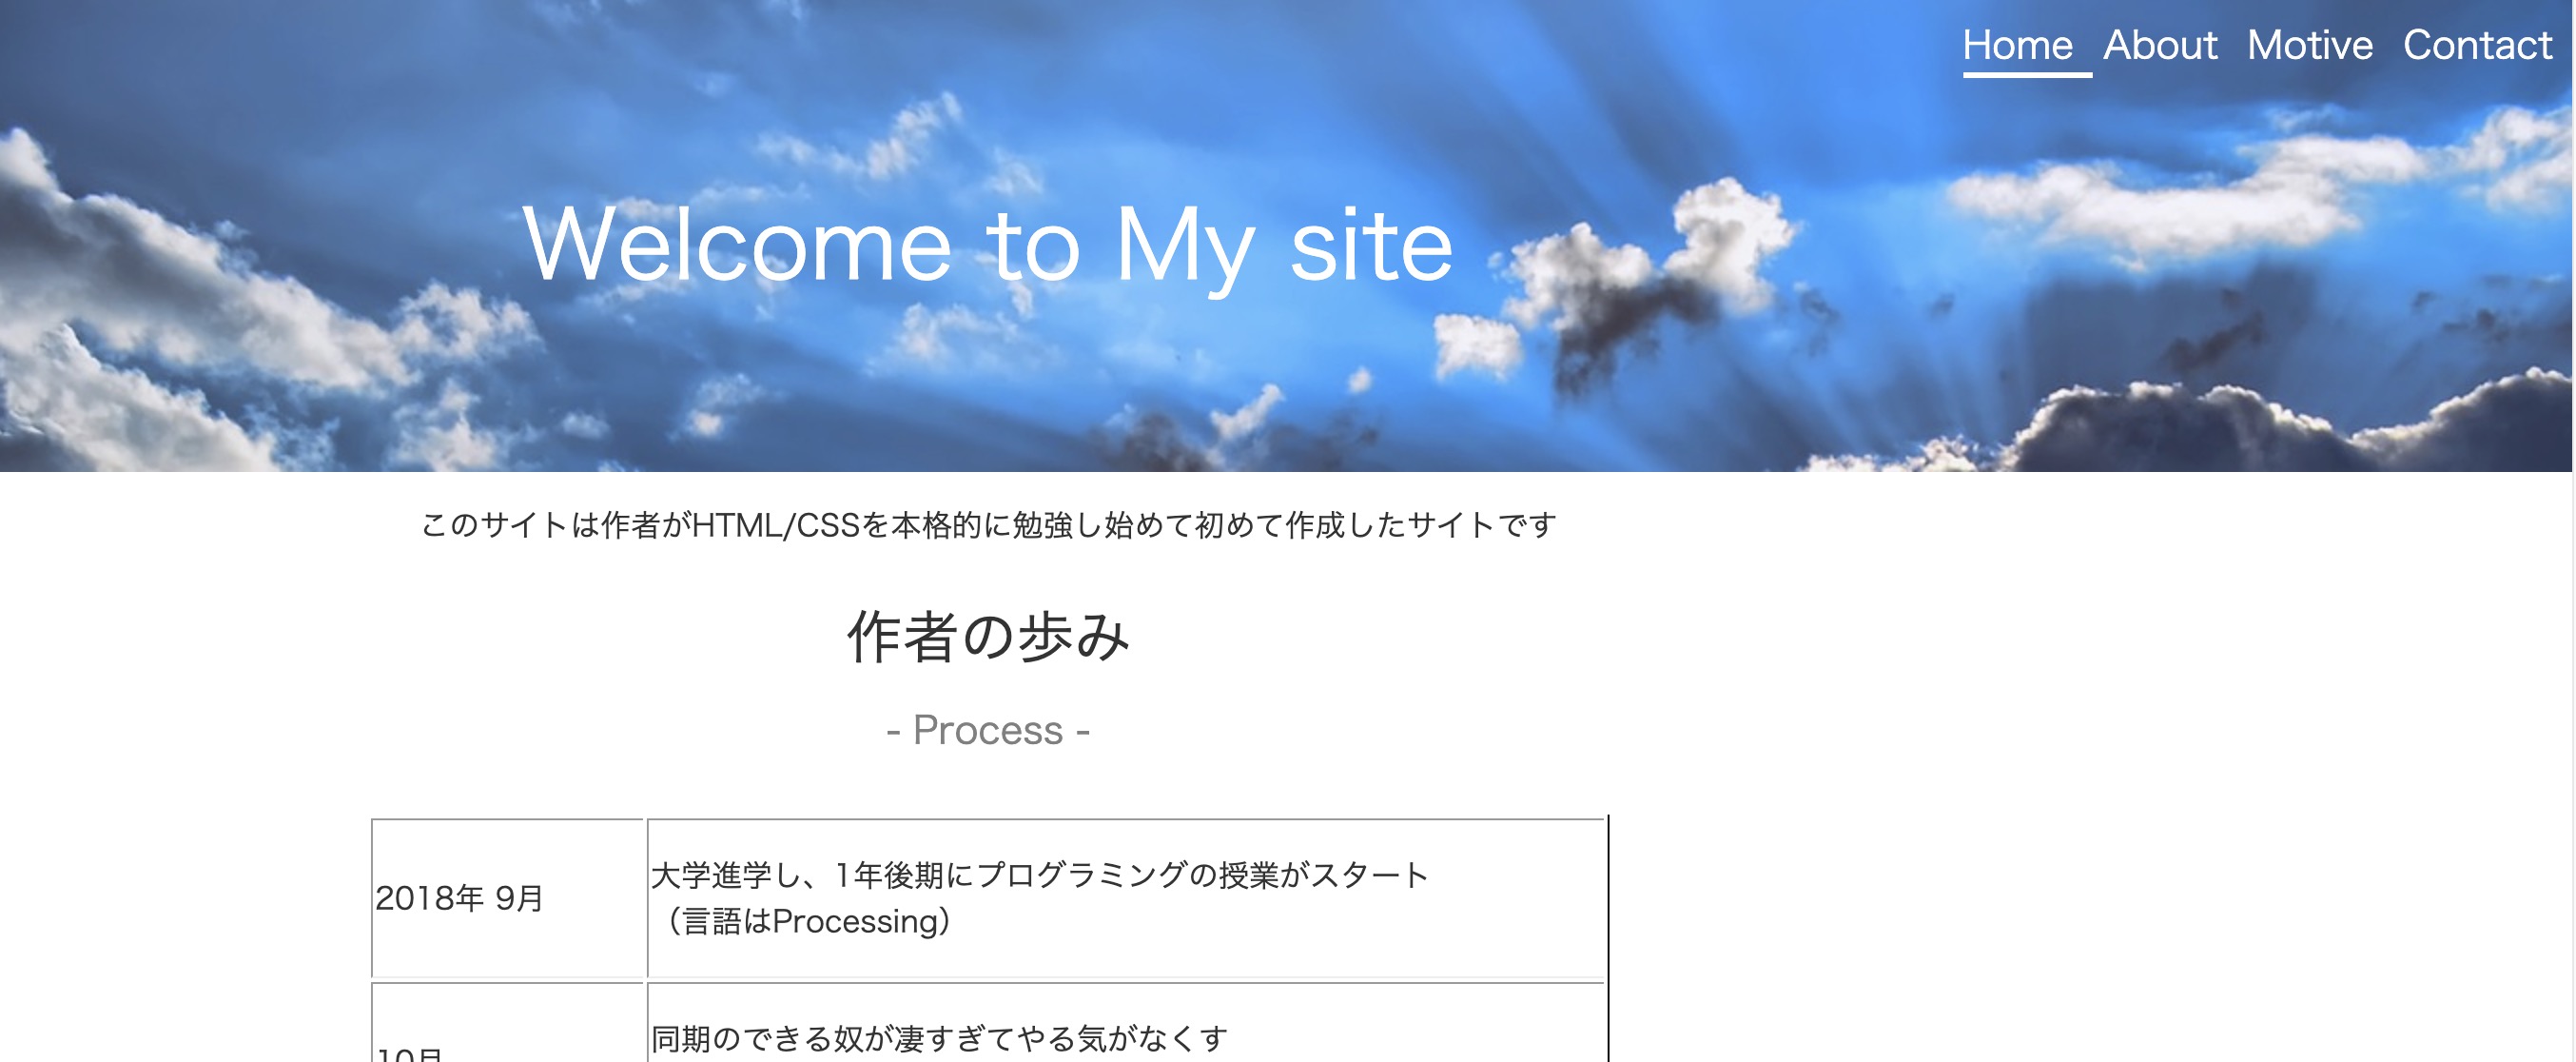 Home About Motive Contact
Welcome to My site
このサイトは作者がHTML/CSSを本格的に勉強し始めて初めて作成したサイトです
作者の歩み
- Process -
2018年 9月
大学進学し、1年後期にプログラミングの授業がスタート
（言語はProcessing）
10月
同期のできる奴が凄すぎてやる気がなくす